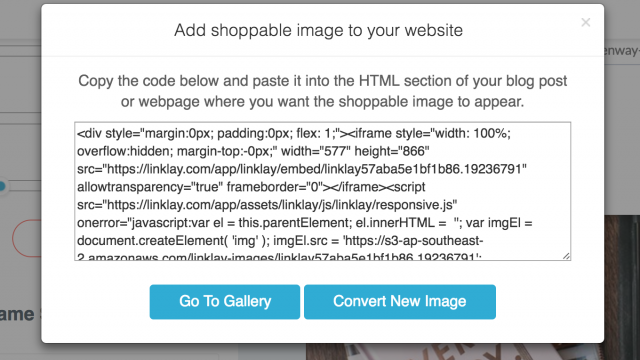 Add shoppable image to your website
×
Copy the code below and paste it into the HTML section of your blog post
or webpage where you want the shoppable image to appear.
<div style="margin:0px; padding:0px; flex: 1;"><iframe style="width: 100%;
overflow:hidden; margin-top:-0px;" width="577" height="866"
src="https://linklay.com/app/linklay/embed/linklay57aba5e1bf1b86.19236791"
allowtransparency="true" frameborder="0"></iframe><script
src="https://linklay.com/app/assets/linklay/js/linklay/responsive.js"
onerror="javascript:var el = this.parentElement; el.innerHTML = ''; var imgEl =
document.createElement( 'img' ); imgEl.src = 'https://s3-ap-southeast-
2.amazonaws.com/linklay-images/linklay57aba5e1bf1b86.19236791';
Go To Gallery
Convert New Image
enway-
ame